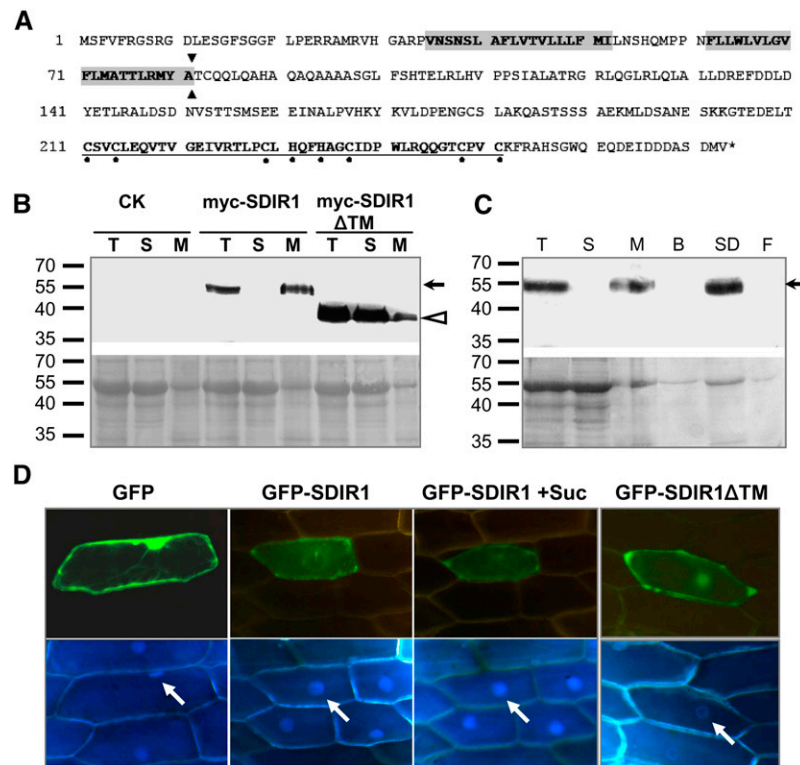 A
1 MSFVFRGSRG DLESGFSGGF LPERRAMRVH GARPVNSNSL AFLVTVLLLF MILNSHQMPP NFLLWLVLGV
71 FLMATTLRMY ATCQQLQAHA QAQAAAASGL FSHTELRLHV PPSIALATRG RLQGLRLQLA LLDREFDDLD
141 YETLRALDSD NVSTTSMSEE EINALPVHKY KVLDPENGCS LAKQASTSSS AEKMLDSANE SKKGTEDELT
211 CSVCLEQVTV GEIVRTLPCL HQFHAGCIDP WLRQQGTCPV CKFRAHSGWQ EQDEIDDDAS DMV*
B
CK myc-SDIR1 myc-SDIR1 ΔTM
T S M T S M T S M
70
55
40
35
70
55
40
35
C
T S M B SD F
70
55
40
35
70
55
40
35
D
GFP GFP-SDIR1 GFP-SDIR1 +Suc GFP-SDIR1ΔTM